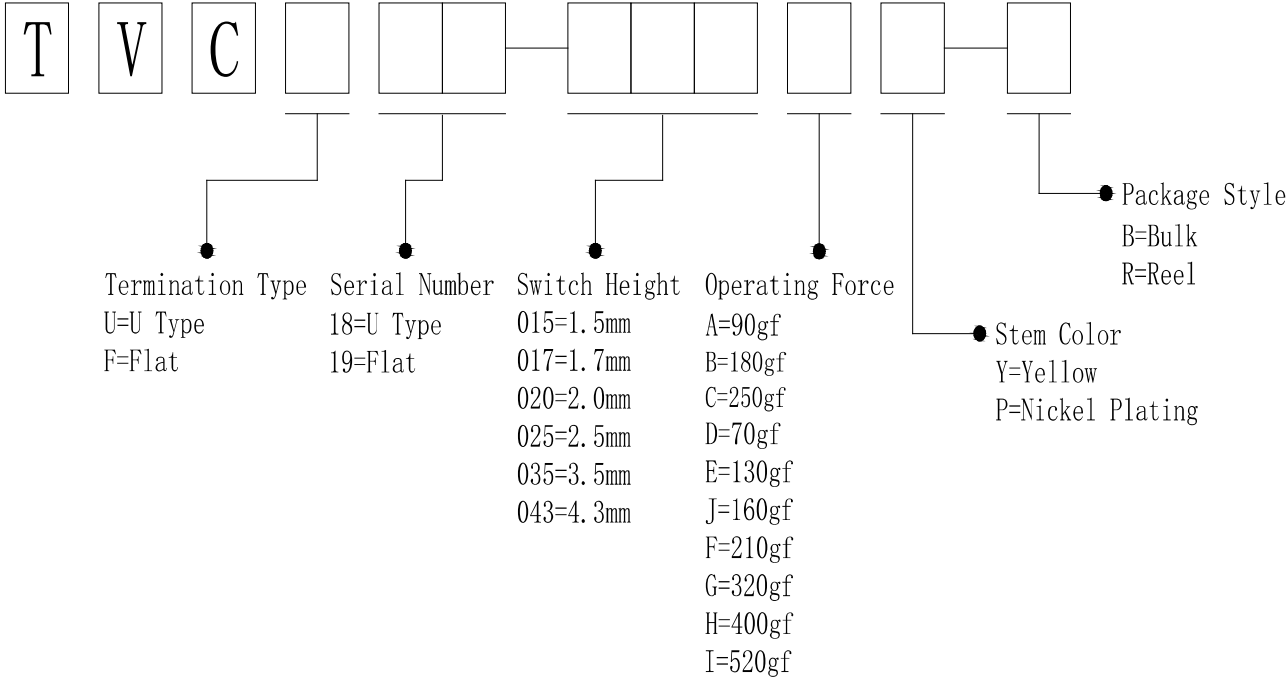 T V C
Package Style
B=Bulk
R=Reel
Termination Type
U=U Type
F=Flat
Serial Number
18=U Type
19=Flat
Switch Height
015=1.5mm
017=1.7mm
020=2.0mm
025=2.5mm
035=3.5mm
043=4.3mm
Operating Force
A=90gf
B=180gf
C=250gf
D=70gf
E=130gf
J=160gf
F=210gf
G=320gf
H=400gf
I=520gf
Stem Color
Y=Yellow
P=Nickel Plating